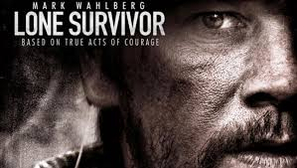 MARK WAHLBERG
LONE SURVIVOR
BASED ON TRUE ACTS OF COURAGE